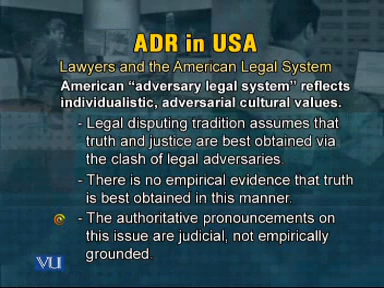 ADR in USA
Lawyers and the American Legal System
American “adversary legal system” reflects
individualistic, adversarial cultural values.
- Legal disputing tradition assumes that
truth and justice are best obtained via
the clash of legal adversaries.
- There is no empirical evidence that truth
is best obtained in this manner.
- The authoritative pronouncements on
this issue are judicial, not empirically
grounded.
VU